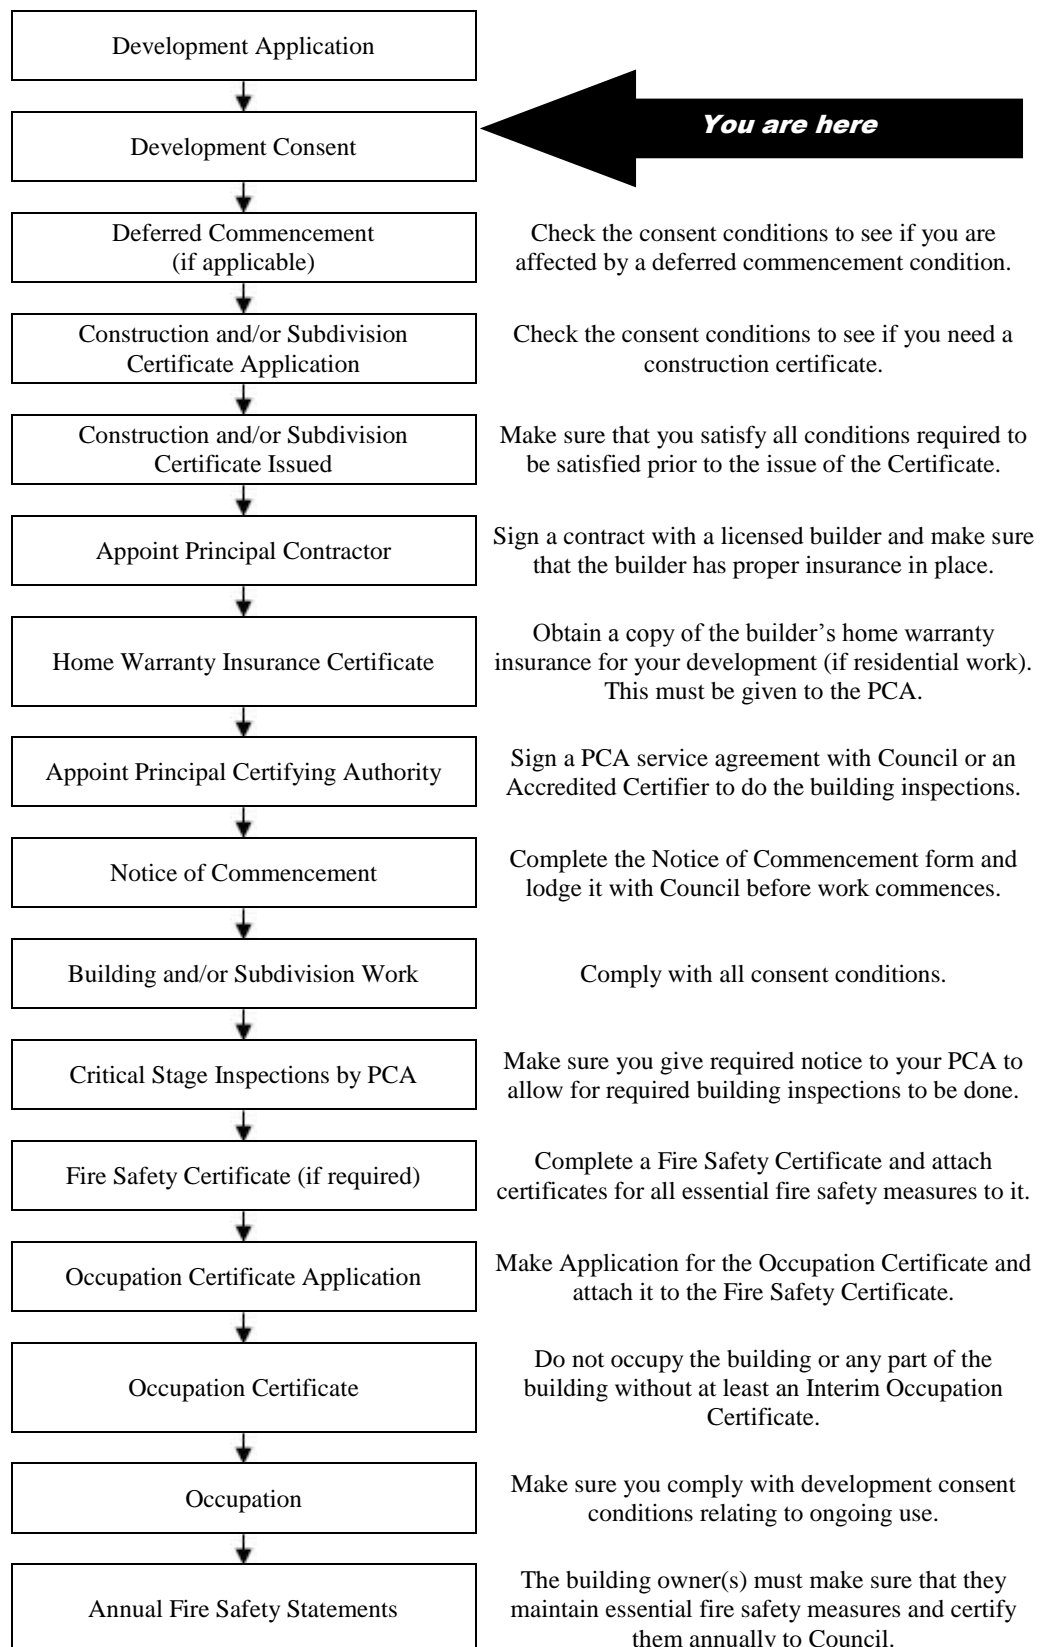 Development Application
Development Consent
You are here
Deferred Commencement
(if applicable)
Check the consent conditions to see if you are
affected by a deferred commencement condition.
Construction and/or Subdivision
Certificate Application
Check the consent conditions to see if you need a
construction certificate.
Construction and/or Subdivision
Certificate Issued
Make sure that you satisfy all conditions required to
be satisfied prior to the issue of the Certificate.
Appoint Principal Contractor
Sign a contract with a licensed builder and make sure
that the builder has proper insurance in place.
Home Warranty Insurance Certificate
Obtain a copy of the builder’s home warranty
insurance for your development (if residential work).
This must be given to the PCA.
Appoint Principal Certifying Authority
Sign a PCA service agreement with Council or an
Accredited Certifier to do the building inspections.
Notice of Commencement
Complete the Notice of Commencement form and
lodge it with Council before work commences.
Building and/or Subdivision Work
Comply with all consent conditions.
Critical Stage Inspections by PCA
Make sure you give required notice to your PCA to
allow for required building inspections to be done.
Fire Safety Certificate (if required)
Complete a Fire Safety Certificate and attach
certificates for all essential fire safety measures to it.
Occupation Certificate Application
Make Application for the Occupation Certificate and
attach it to the Fire Safety Certificate.
Occupation Certificate
Do not occupy the building or any part of the
building without at least an Interim Occupation
Certificate.
Occupation
Make sure you comply with development consent
conditions relating to ongoing use.
Annual Fire Safety Statements
The building owner(s) must make sure that they
maintain essential fire safety measures and certify
them annually to Council.